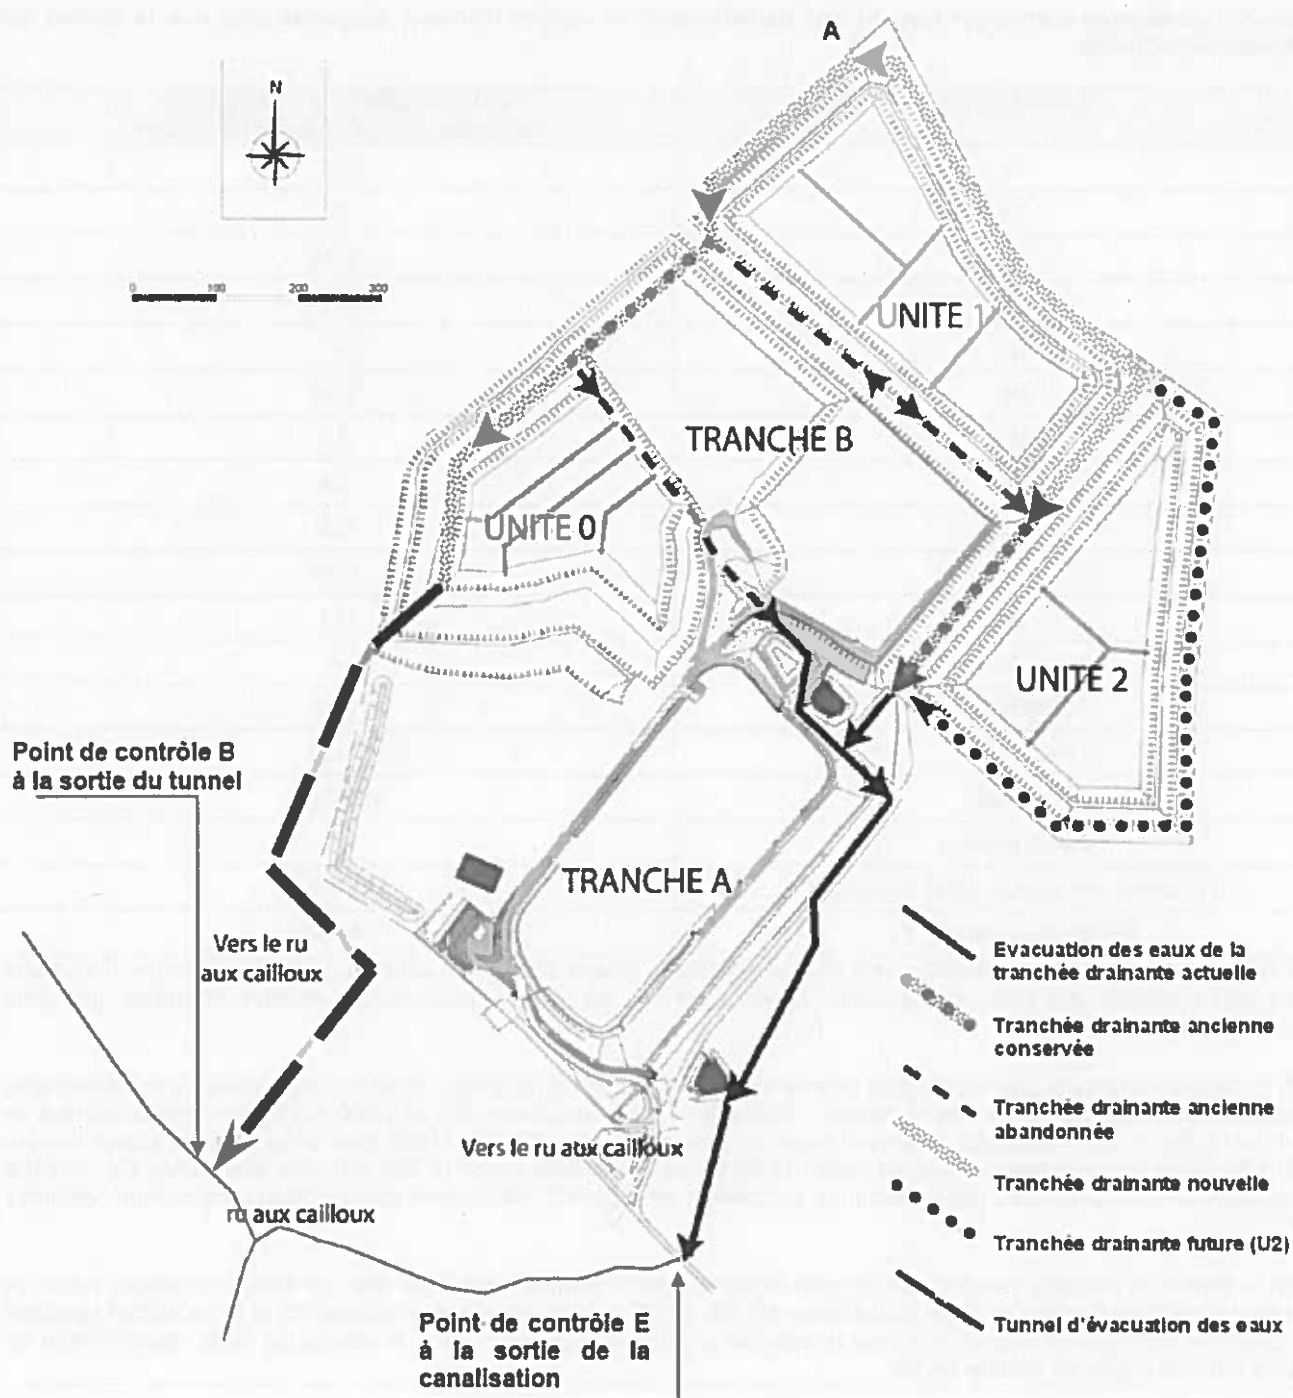 A
N
0 100 200 300
UNITE 1
TRANCHE B
UNITE 0
UNITE 2
Point de contrôle B
à la sortie du tunnel
TRANCHE A
Vers le ru
aux cailloux
Evacuation des eaux de la
tranchée drainante actuelle
Tranchée drainante ancienne
conservée
Tranchée drainante ancienne
abandonnée
Vers le ru aux cailloux
Tranchée drainante nouvelle
ru aux cailloux
Tranchée drainante future (U2)
Point de contrôle E
à la sortie de la
canalisation
Tunnel d'évacuation des eaux